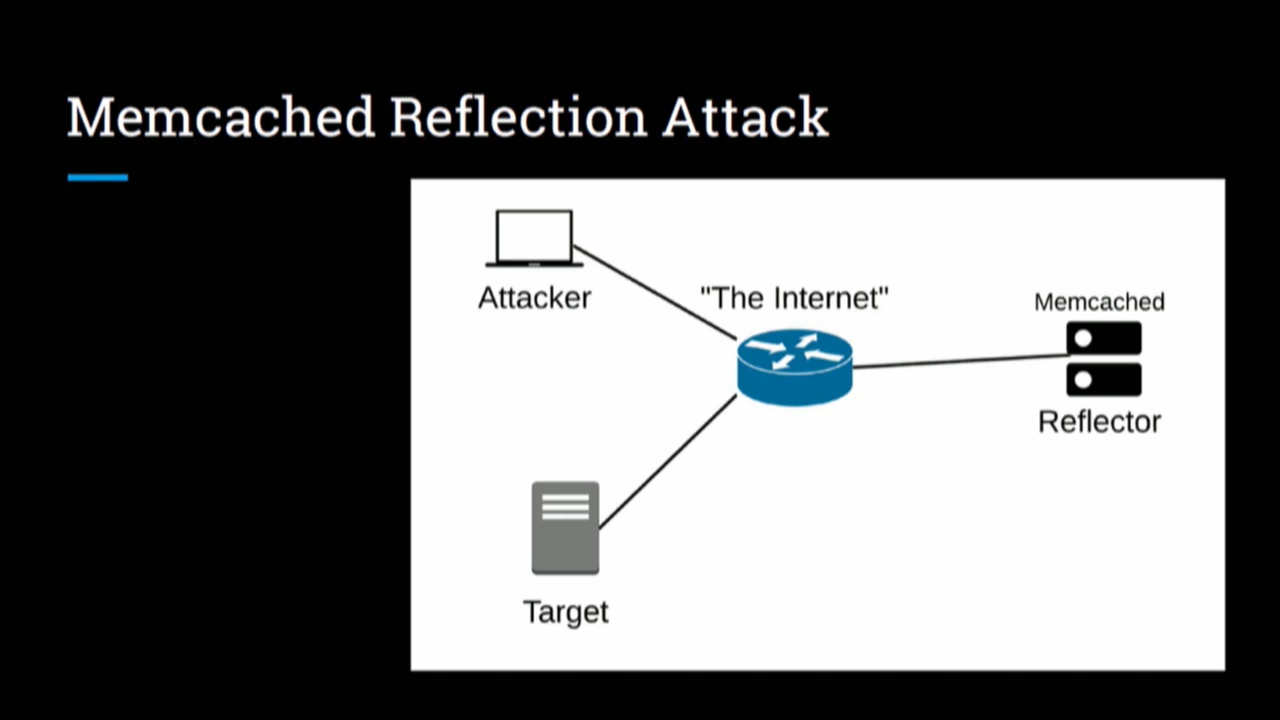 Memcached Reflection Attack
Attacker
"The Internet"
Memcached
Reflector
Target